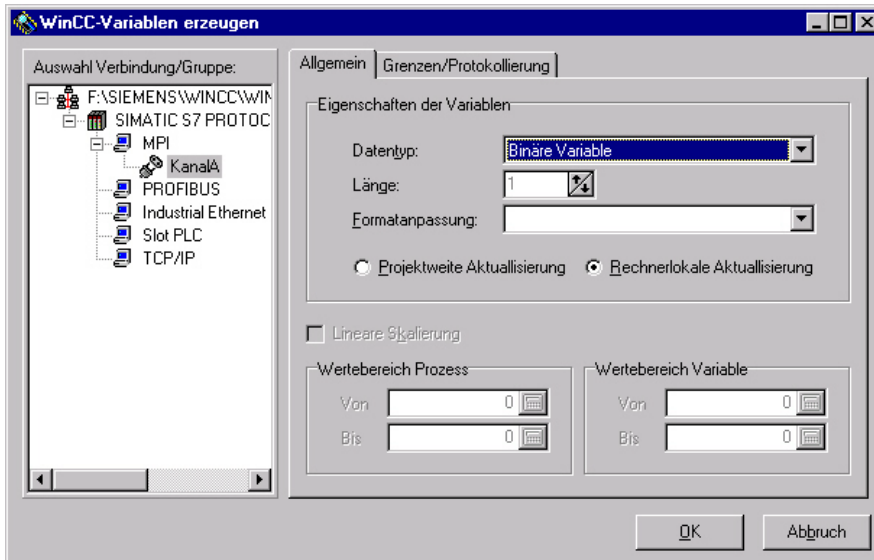 WinCC-Variablen erzeugen
Auswahl Verbindung/Gruppe:
F:\SIEMENS\WINCC\WIN
SIMATIC S7 PROTOC
MPI
KanalA
PROFIBUS
Industrial Ethernet
Slot PLC
TCP/IP
Allgemein
Grenzen/Protokollierung
Eigenschaften der Variablen
Datentyp: Binäre Variable
Länge: 1
Formatanpassung:
Projektweite Aktuallisierung Rechnerlokale Aktuallisierung
Lineare Skalierung
Wertebereich Prozess
Von 0
Bis 0
Wertebereich Variable
Von 0
Bis 0
OK Abbruch